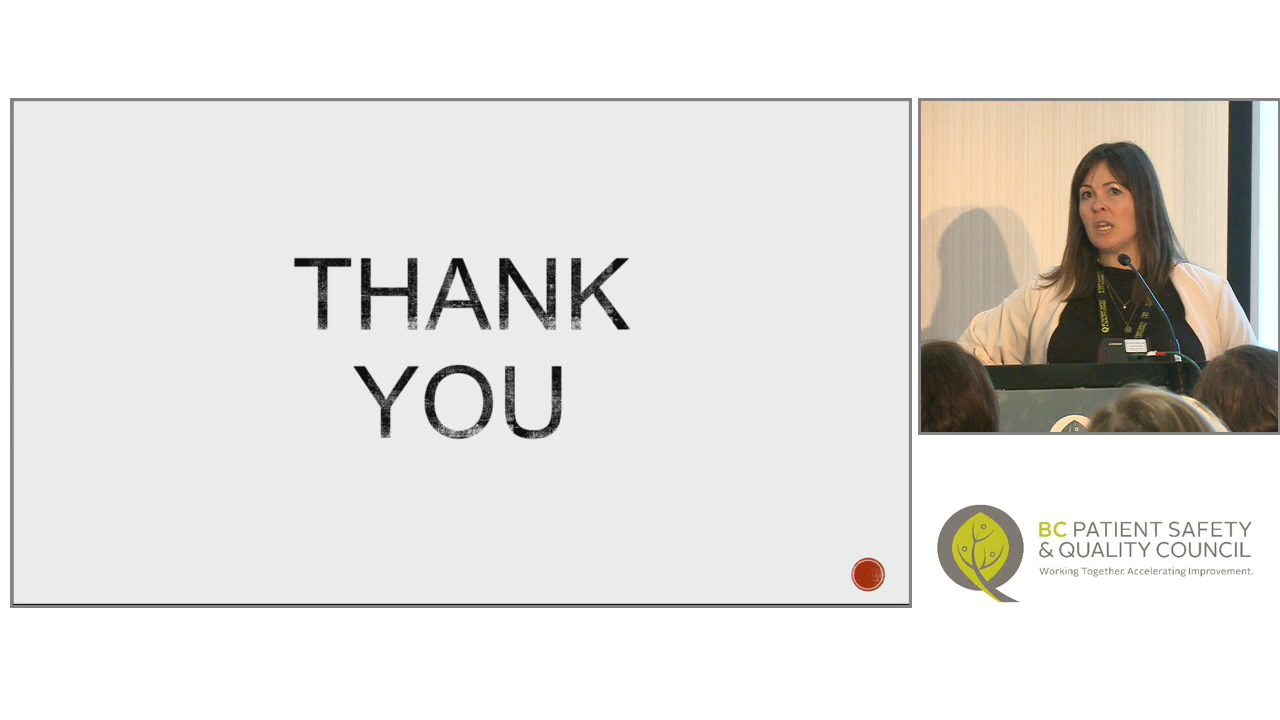 THANK
YOU
BC PATIENT SAFETY
& QUALITY COUNCIL
Working Together. Accelerating Improvement.